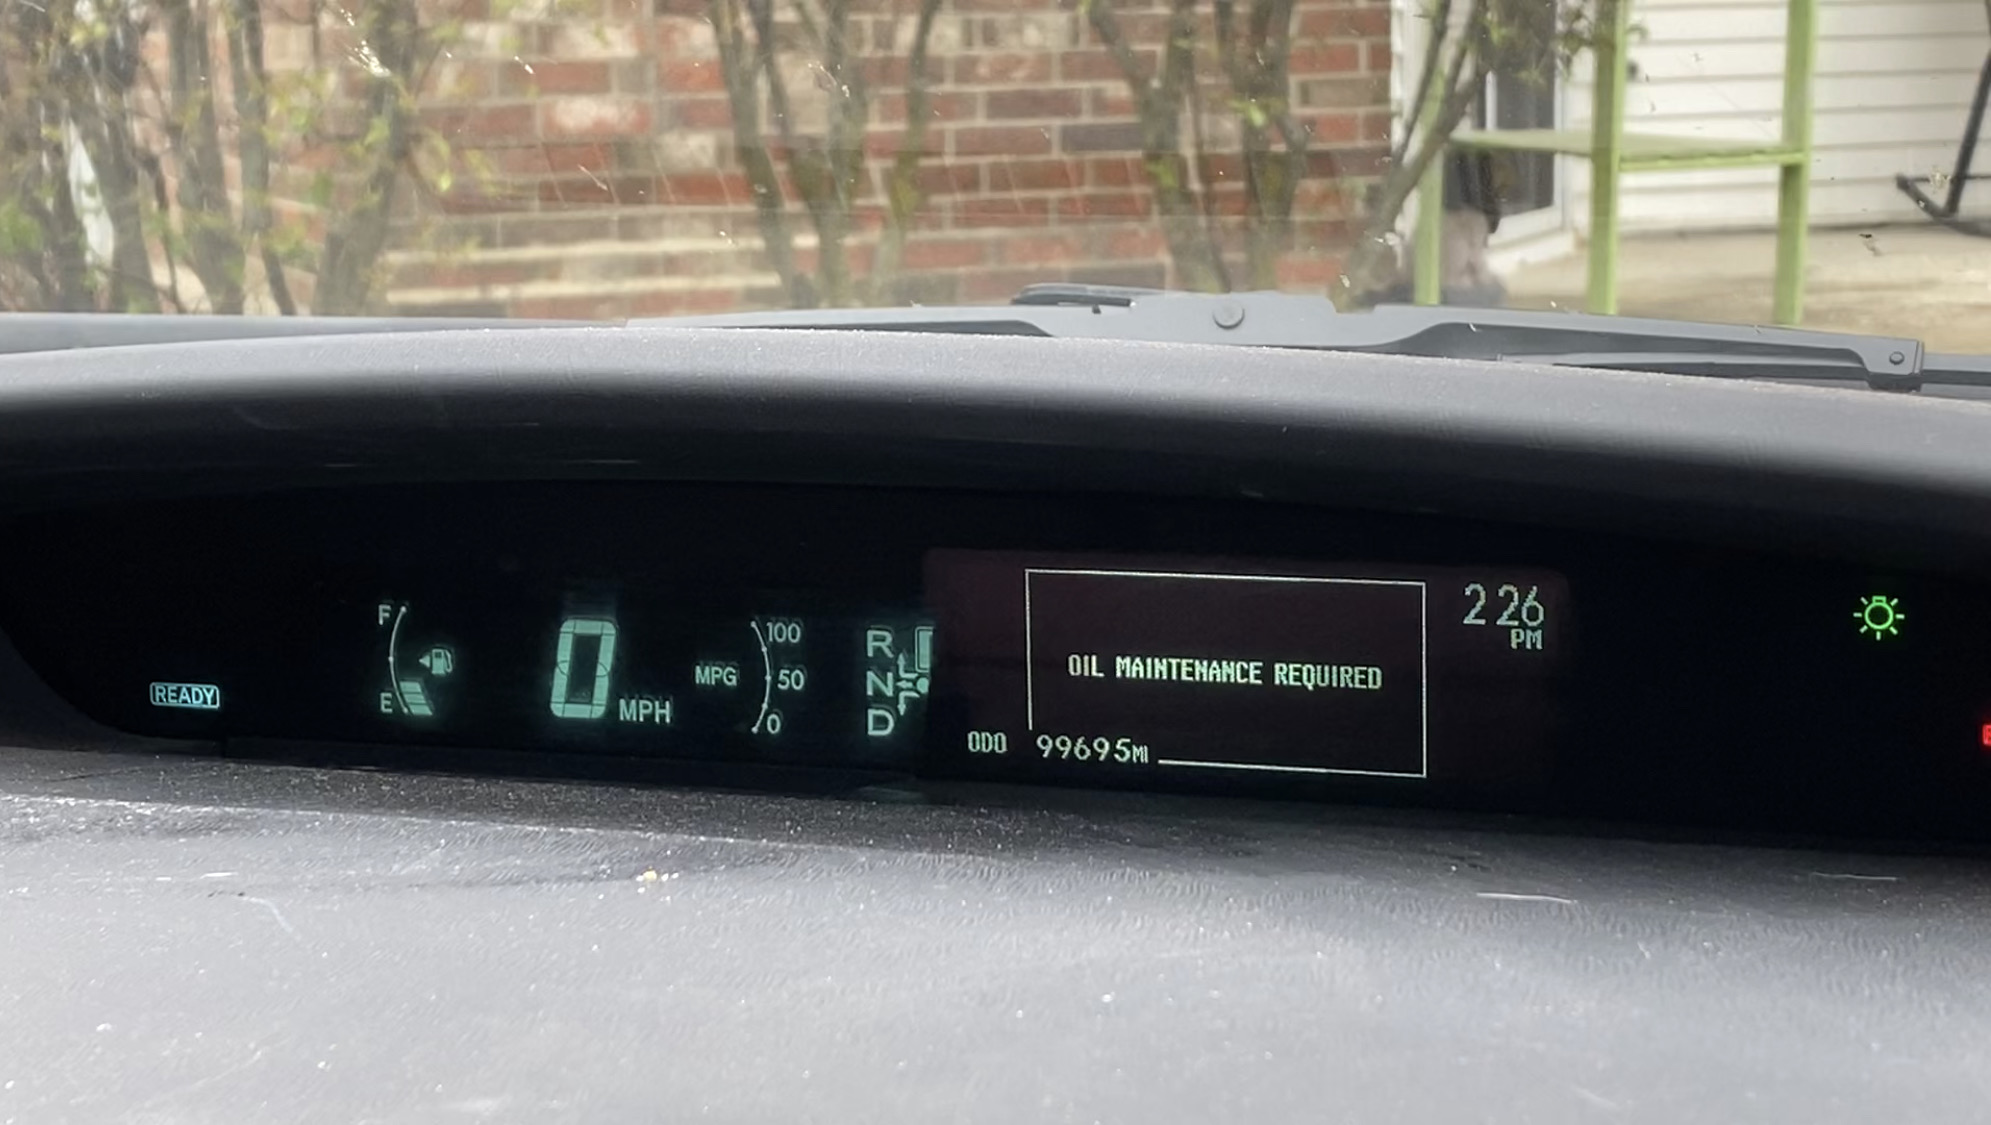 READY
F
E
0 MPH
MPG
100
50
0
R
N
D
OIL MAINTENANCE REQUIRED
ODO 99695MI
2 26
PM